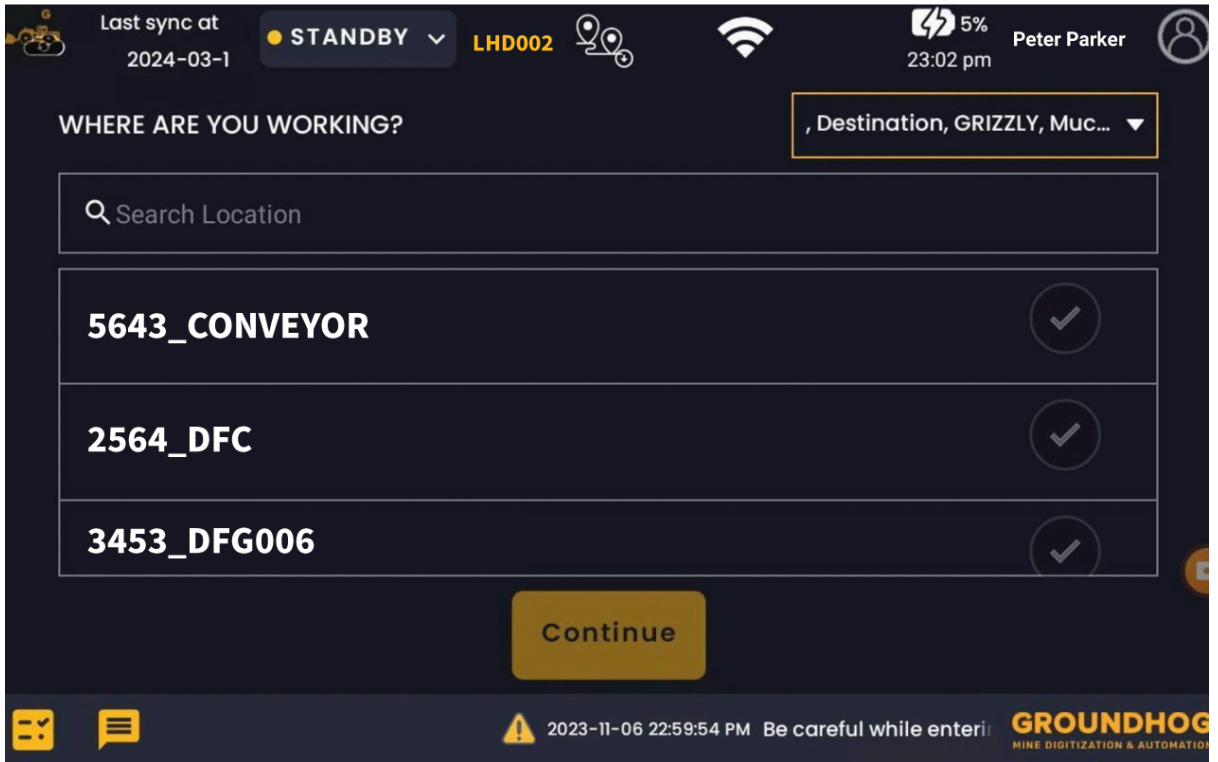 G
Last sync at
2024-03-1
STANDBY
LHD002
5%
23:02 pm
Peter Parker
WHERE ARE YOU WORKING?
, Destination, GRIZZLY, Muc...
Search Location
5643_CONVEYOR
2564_DFC
3453_DFG006
Continue
2023-11-06 22:59:54 PM Be careful while enteri
GROUNDHOG
MINE DIGITIZATION & AUTOMATION